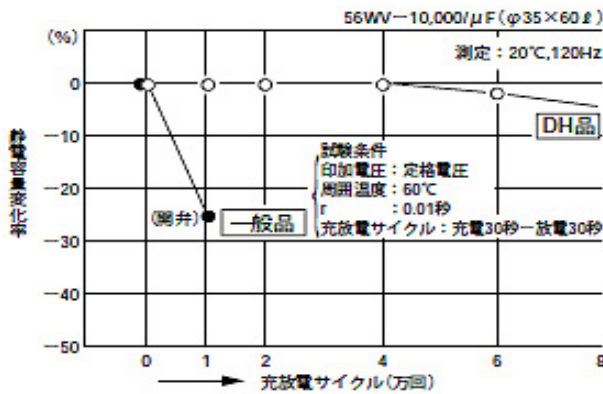 56WV−10,000/μF(φ35×60ℓ)
(%)
測定：20℃,120Hz
0
−10
−20
−30
−40
−50
静電容量変化率
DH品
試験条件
印加電圧：定格電圧
周囲温度：60℃
r ：0.01秒
充放電サイクル：充電30秒−放電30秒
(開弁)
一般品
0 1 2 4 6 8
充放電サイクル(万回)